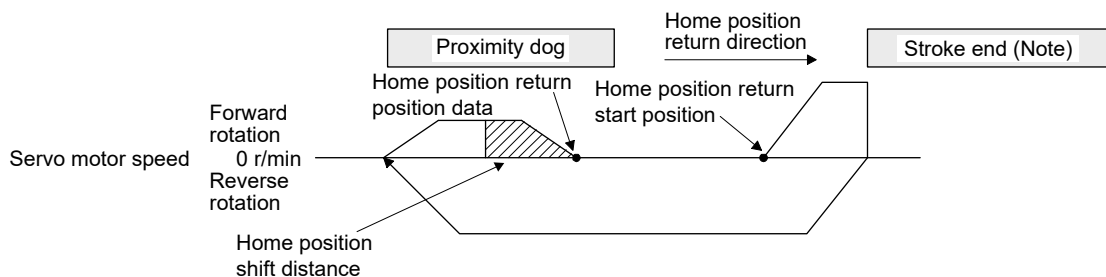 Proximity dog
Home position
return direction
Stroke end (Note)
Home position return
position data
Home position return
start position
Forward
rotation
Servo motor speed
0 r/min
Reverse
rotation
Home position
shift distance